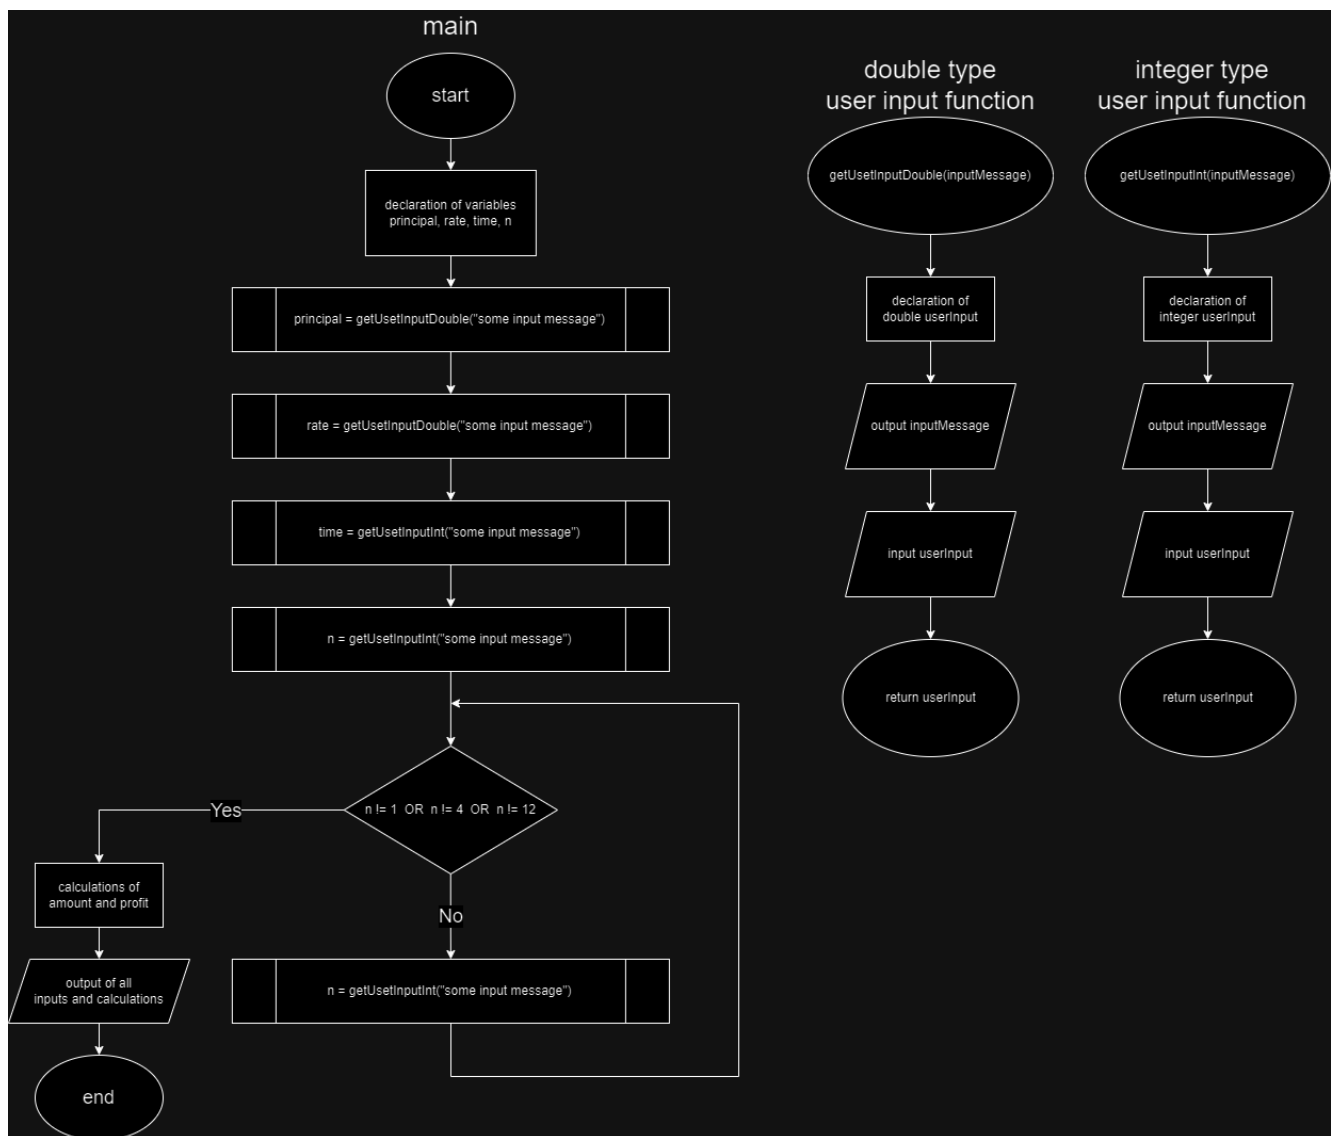 main
start
declaration of variables
principal, rate, time, n
principal = getUsetInputDouble("some input message")
rate = getUsetInputDouble("some input message")
time = getUsetInputInt("some input message")
n = getUsetInputInt("some input message")
n != 1 OR n != 4 OR n != 12
Yes
calculations of
amount and profit
output of all
inputs and calculations
end
No
n = getUsetInputInt("some input message")
double type
user input function
getUsetInputDouble(inputMessage)
declaration of
double userInput
output inputMessage
input userInput
return userInput
integer type
user input function
getUsetInputInt(inputMessage)
declaration of
integer userInput
output inputMessage
input userInput
return userInput